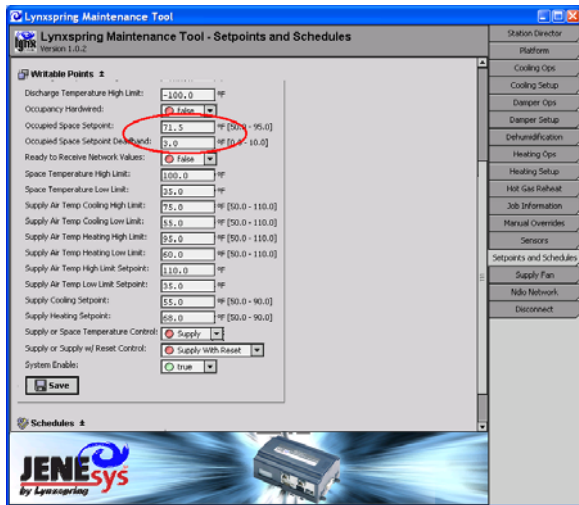 Lynxspring Maintenance Tool
lynx
Lynxspring Maintenance Tool - Setpoints and Schedules
Version 1.0.2
Writable Points
Discharge Temperature High Limit: -100.0 °F
Occupancy Hardwired: false
Occupied Space Setpoint: 71.5 °F [50.0 - 95.0]
Occupied Space Setpoint Deadband: 3.0 °F [0.0 - 10.0]
Ready to Receive Network Values: false
Space Temperature High Limit: 100.0 °F
Space Temperature Low Limit: 35.0 °F
Supply Air Temp Cooling High Limit: 75.0 °F [50.0 - 110.0]
Supply Air Temp Cooling Low Limit: 55.0 °F [50.0 - 110.0]
Supply Air Temp Heating High Limit: 95.0 °F [50.0 - 110.0]
Supply Air Temp Heating Low Limit: 60.0 °F [50.0 - 110.0]
Supply Air Temp High Limit Setpoint: 110.0 °F
Supply Air Temp Low Limit Setpoint: 35.0 °F
Supply Cooling Setpoint: 55.0 °F [50.0 - 90.0]
Supply Heating Setpoint: 68.0 °F [50.0 - 90.0]
Supply or Space Temperature Control: Supply
Supply or Supply w/ Reset Control: Supply With Reset
System Enable: true
Save
Schedules
JENEsys
by Lynxspring
Station Director
Platform
Cooling Ops
Cooling Setup
Damper Ops
Damper Setup
Dehumidification
Heating Ops
Heating Setup
Hot Gas Reheat
Job Information
Manual Overrides
Sensors
Setpoints and Schedules
Supply Fan
Ndio Network
Disconnect